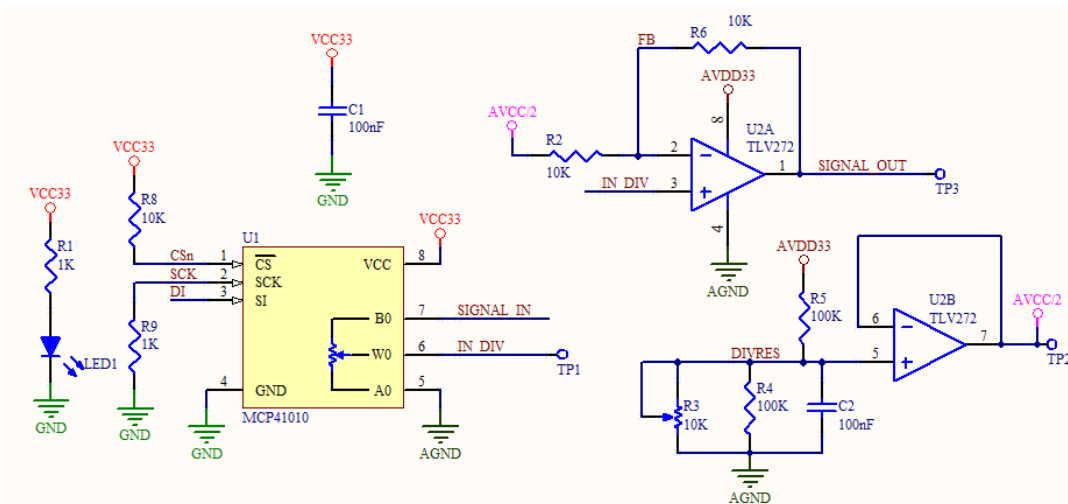 VCC33
C1
100nF
GND
VCC33
R8
10K
VCC33
R1
1K
LED1
GND
CSn
SCK
DI
R9
1K
GND
U1
1
2
3
4
CS
SCK
SI
GND
VCC
B0
W0
A0
8
7
6
5
MCP41010
GND
VCC33
SIGNAL_IN
IN_DIV
TP1
AGND
R6
10K
FB
AVDD33
8
U2A
TLV272
AVCC/2
R2
10K
2
IN_DIV
3
1
SIGNAL_OUT
TP3
4
AGND
AVDD33
R5
100K
U2B
TLV272
6
7
5
AVCC/2
TP2
DIVRES
R3
10K
R4
100K
C2
100nF
AGND